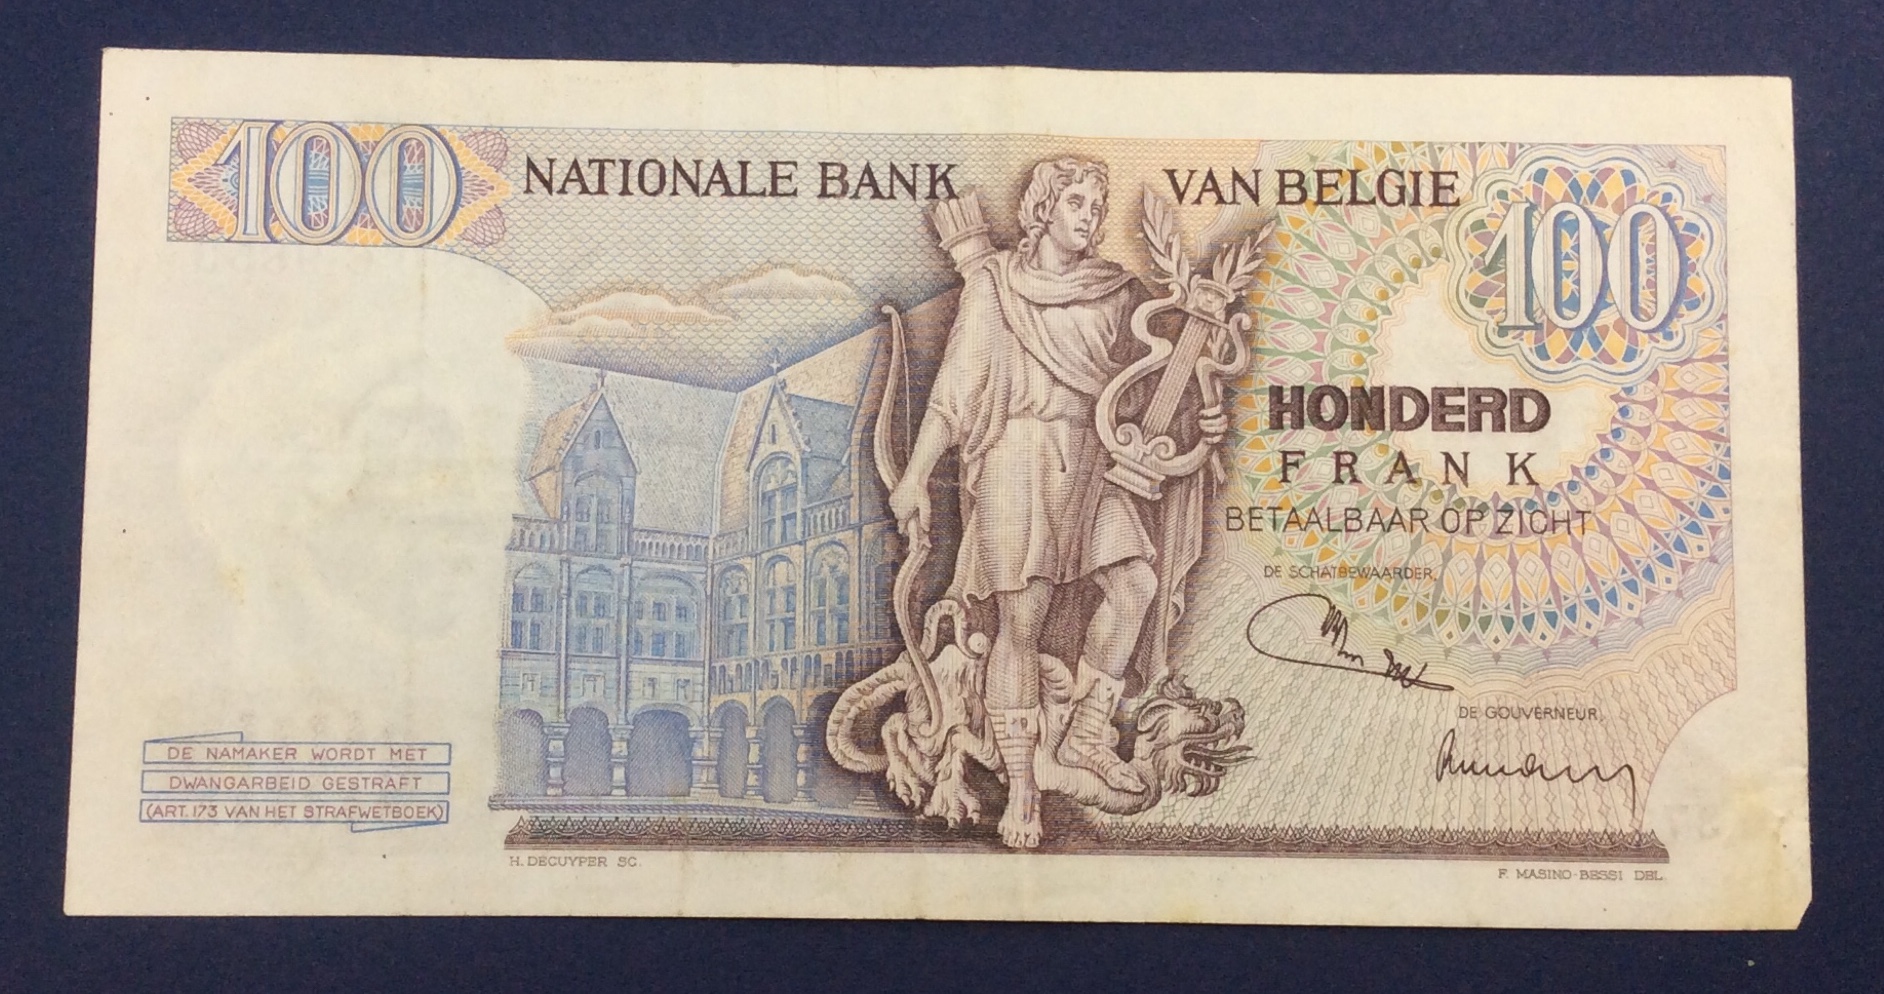 100
NATIONALE BANK VAN BELGIE
100
HONDERD
FRANK
BETAALBAAR OP ZICHT
DE SCHATBEWAARDER,
DE GOUVERNEUR,
DE NAMAKER WORDT MET
DWANGARBEID GESTRAFT
(ART. 173 VAN HET STRAFWETBOEK)
H. DECUYPER SC.
F. MASINO-BESSI DEL.